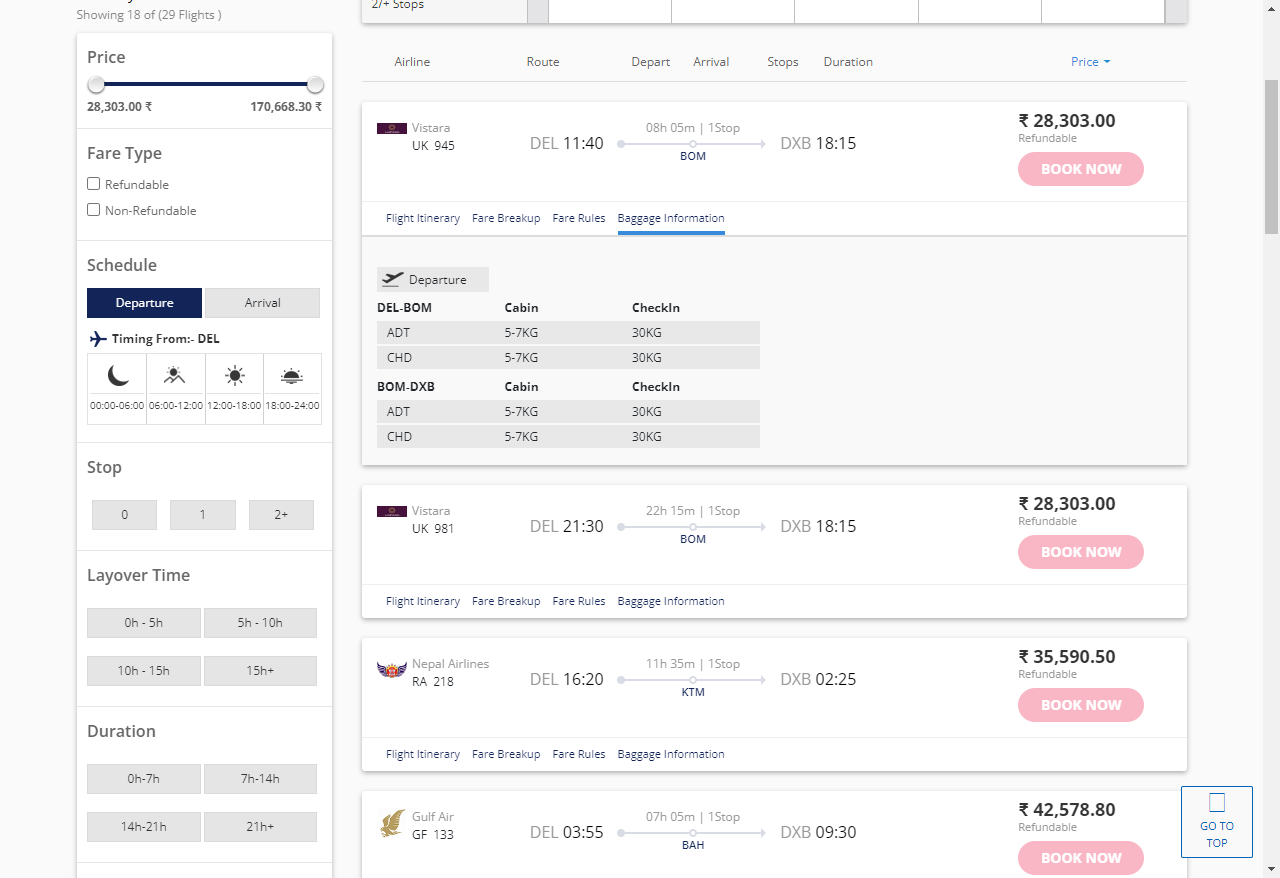 2/+ Stops
Showing 18 of (29 Flights )
Price
28,303.00 ₹ 170,668.30 ₹
Fare Type
Refundable
Non-Refundable
Schedule
Departure Arrival
Timing From:- DEL
00:00-06:00 06:00-12:00 12:00-18:00 18:00-24:00
Stop
0 1 2+
Layover Time
0h - 5h 5h - 10h
10h - 15h 15h+
Duration
0h-7h 7h-14h
14h-21h 21h+
Airline Route Depart Arrival Stops Duration Price
Vistara
UK 945
DEL 11:40
08h 05m | 1Stop
BOM
DXB 18:15
₹ 28,303.00
Refundable
BOOK NOW
Flight Itinerary Fare Breakup Fare Rules Baggage Information
Departure
DEL-BOM Cabin CheckIn
ADT 5-7KG 30KG
CHD 5-7KG 30KG
BOM-DXB Cabin CheckIn
ADT 5-7KG 30KG
CHD 5-7KG 30KG
Vistara
UK 981
DEL 21:30
22h 15m | 1Stop
BOM
DXB 18:15
₹ 28,303.00
Refundable
BOOK NOW
Flight Itinerary Fare Breakup Fare Rules Baggage Information
Nepal Airlines
RA 218
DEL 16:20
11h 35m | 1Stop
KTM
DXB 02:25
₹ 35,590.50
Refundable
BOOK NOW
Flight Itinerary Fare Breakup Fare Rules Baggage Information
Gulf Air
GF 133
DEL 03:55
07h 05m | 1Stop
BAH
DXB 09:30
₹ 42,578.80
Refundable
BOOK NOW
GO TO
TOP